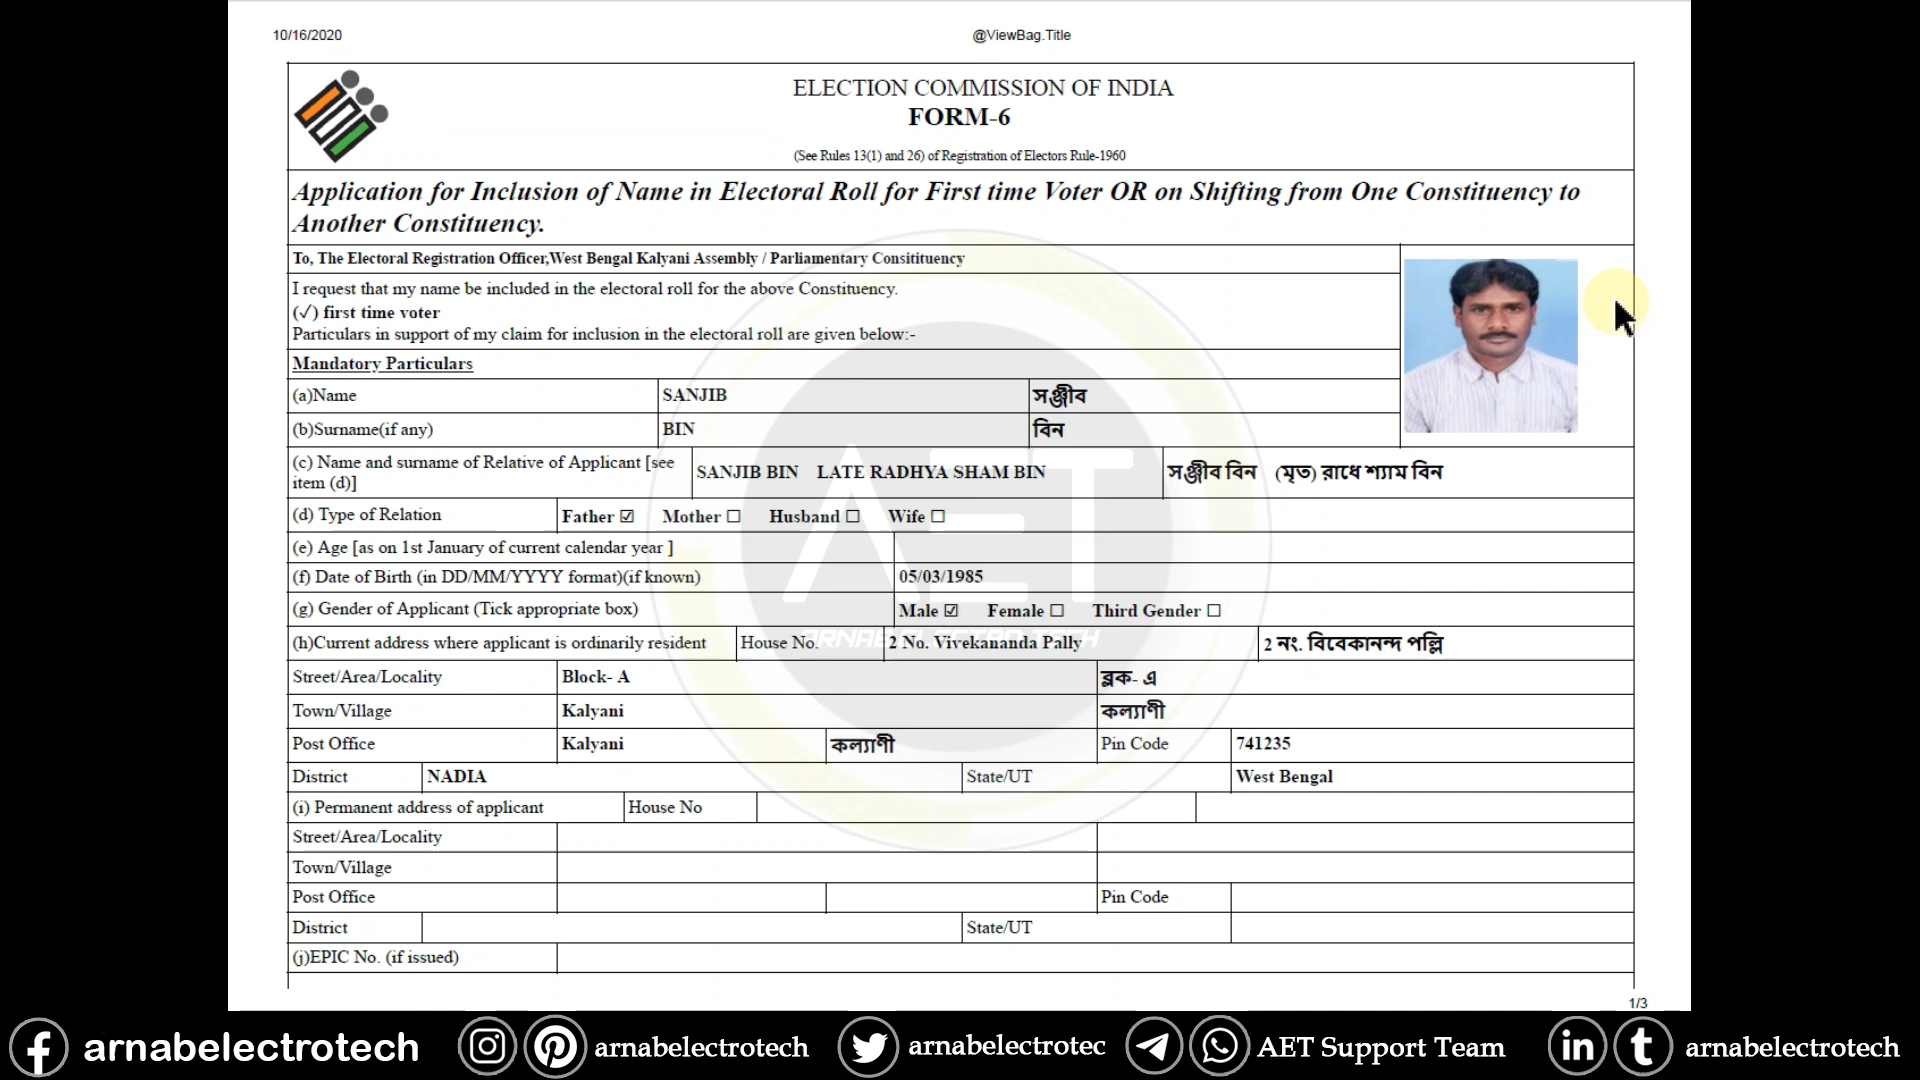 10/16/2020 @ViewBag.Title
ELECTION COMMISSION OF INDIA
FORM-6
(See Rules 13(1) and 26) of Registration of Electors Rule-1960
Application for Inclusion of Name in Electoral Roll for First time Voter OR on Shifting from One Constituency to
Another Constituency.
To, The Electoral Registration Officer,West Bengal Kalyani Assembly / Parliamentary Consitituency
I request that my name be included in the electoral roll for the above Constituency.
(✓) first time voter
Particulars in support of my claim for inclusion in the electoral roll are given below:-
Mandatory Particulars
(a)Name SANJIB সঞ্জীব
(b)Surname(if any) BIN বিন
(c) Name and surname of Relative of Applicant [see
item (d)] SANJIB BIN LATE RADHYA SHAM BIN সঞ্জীব বিন (মৃত) রাধে শ্যাম বিন
(d) Type of Relation Father ☑ Mother ☐ Husband ☐ Wife ☐
(e) Age [as on 1st January of current calendar year ]
(f) Date of Birth (in DD/MM/YYYY format)(if known) 05/03/1985
(g) Gender of Applicant (Tick appropriate box) Male ☑ Female ☐ Third Gender ☐
(h)Current address where applicant is ordinarily resident House No. 2 No. Vivekananda Pally 2 নং. বিবেকানন্দ পল্লি
Street/Area/Locality Block- A ব্লক- এ
Town/Village Kalyani কল্যাণী
Post Office Kalyani কল্যাণী Pin Code 741235
District NADIA State/UT West Bengal
(i) Permanent address of applicant House No
Street/Area/Locality
Town/Village
Post Office Pin Code
District State/UT
(j)EPIC No. (if issued)
1/3
AET
ARNAB ELECTRO TECH
arnabelectrotech arnabelectrotech arnabelectrotec AET Support Team arnabelectrotech